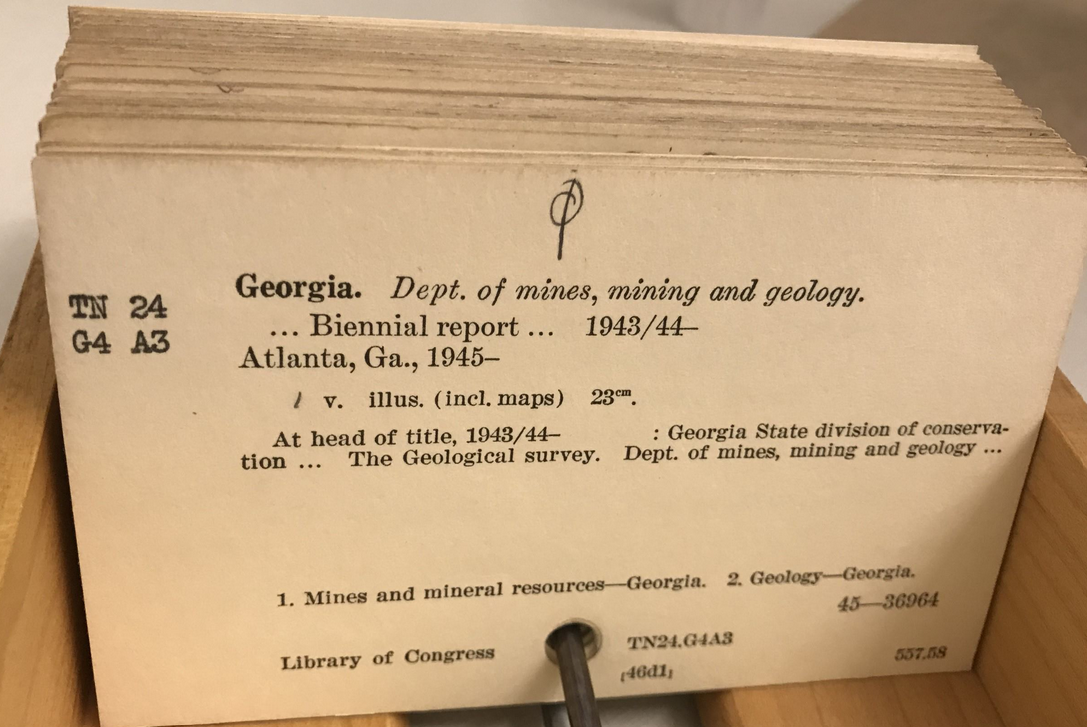 TN 24
G4 A3
Georgia. Dept. of mines, mining and geology.
... Biennial report ... 1943/44–
Atlanta, Ga., 1945–
v. illus. (incl. maps) 23cm.
At head of title, 1943/44– : Georgia State division of conserva-
tion ... The Geological survey. Dept. of mines, mining and geology ...
1. Mines and mineral resources—Georgia. 2. Geology—Georgia.
45—36964
Library of Congress TN24.G4A3
[46d1] 557.58